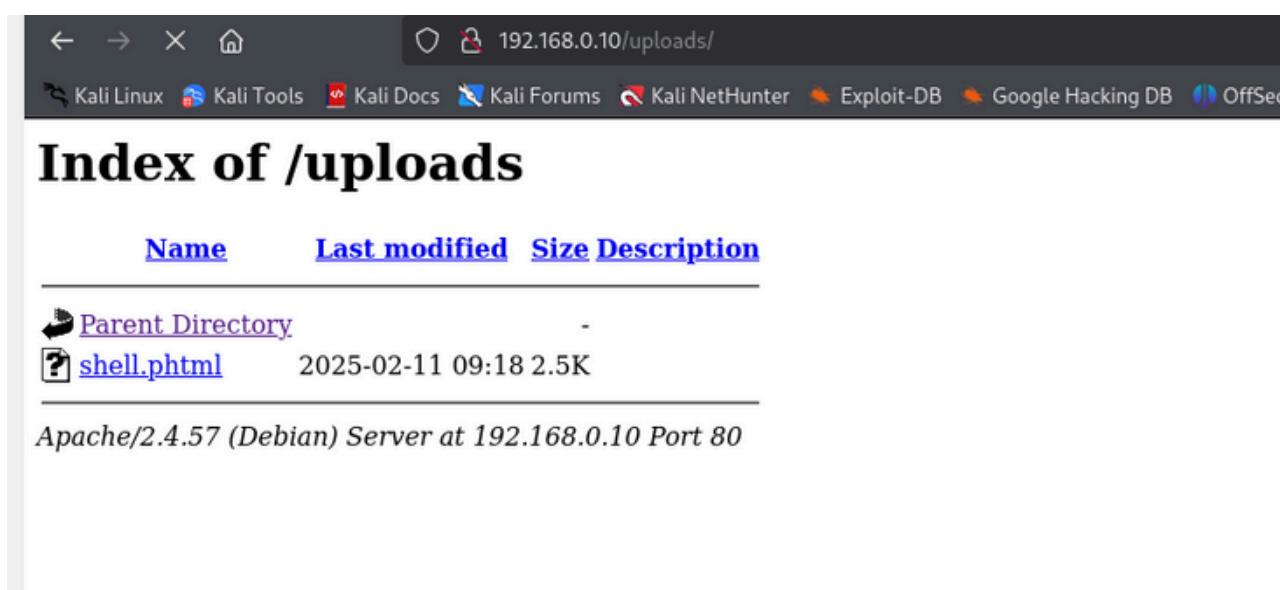 192.168.0.10/uploads/
Kali Linux Kali Tools Kali Docs Kali Forums Kali NetHunter Exploit-DB Google Hacking DB OffSec
Index of /uploads
Name Last modified Size Description
Parent Directory -
shell.phtml 2025-02-11 09:18 2.5K
Apache/2.4.57 (Debian) Server at 192.168.0.10 Port 80